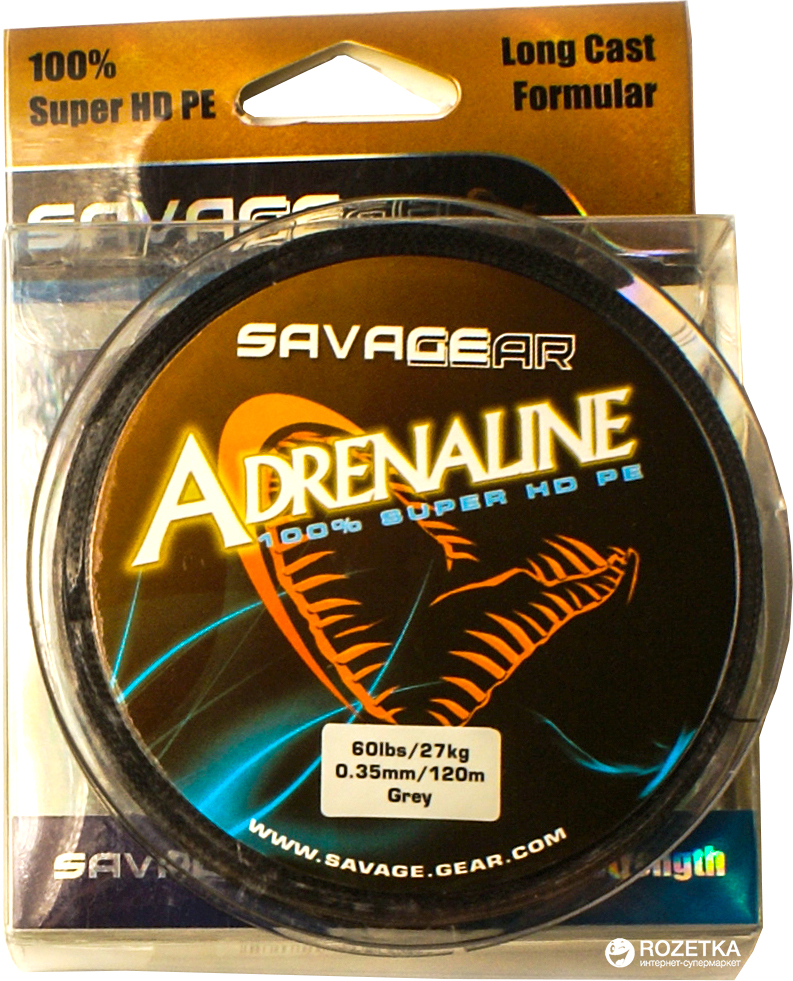 100%
Super HD PE
Long Cast
Formular
SAVAGEGEAR
SAVAGEAR
ADRENALINE
100% SUPER HD PE
60lbs/27kg
0.35mm/120m
Grey
WWW.SAVAGE.GEAR.COM
ROZETKA
интернет-супермаркет